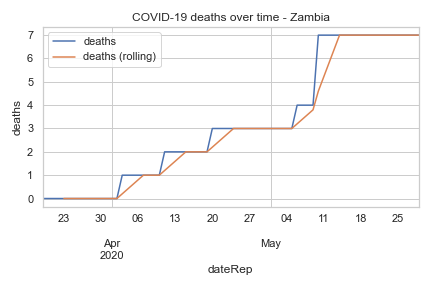 COVID-19 deaths over time - Zambia
deaths
deaths (rolling)
deaths
7
6
5
4
3
2
1
0
23 30 06 13 20 27 04 11 18 25
Apr May
2020
dateRep